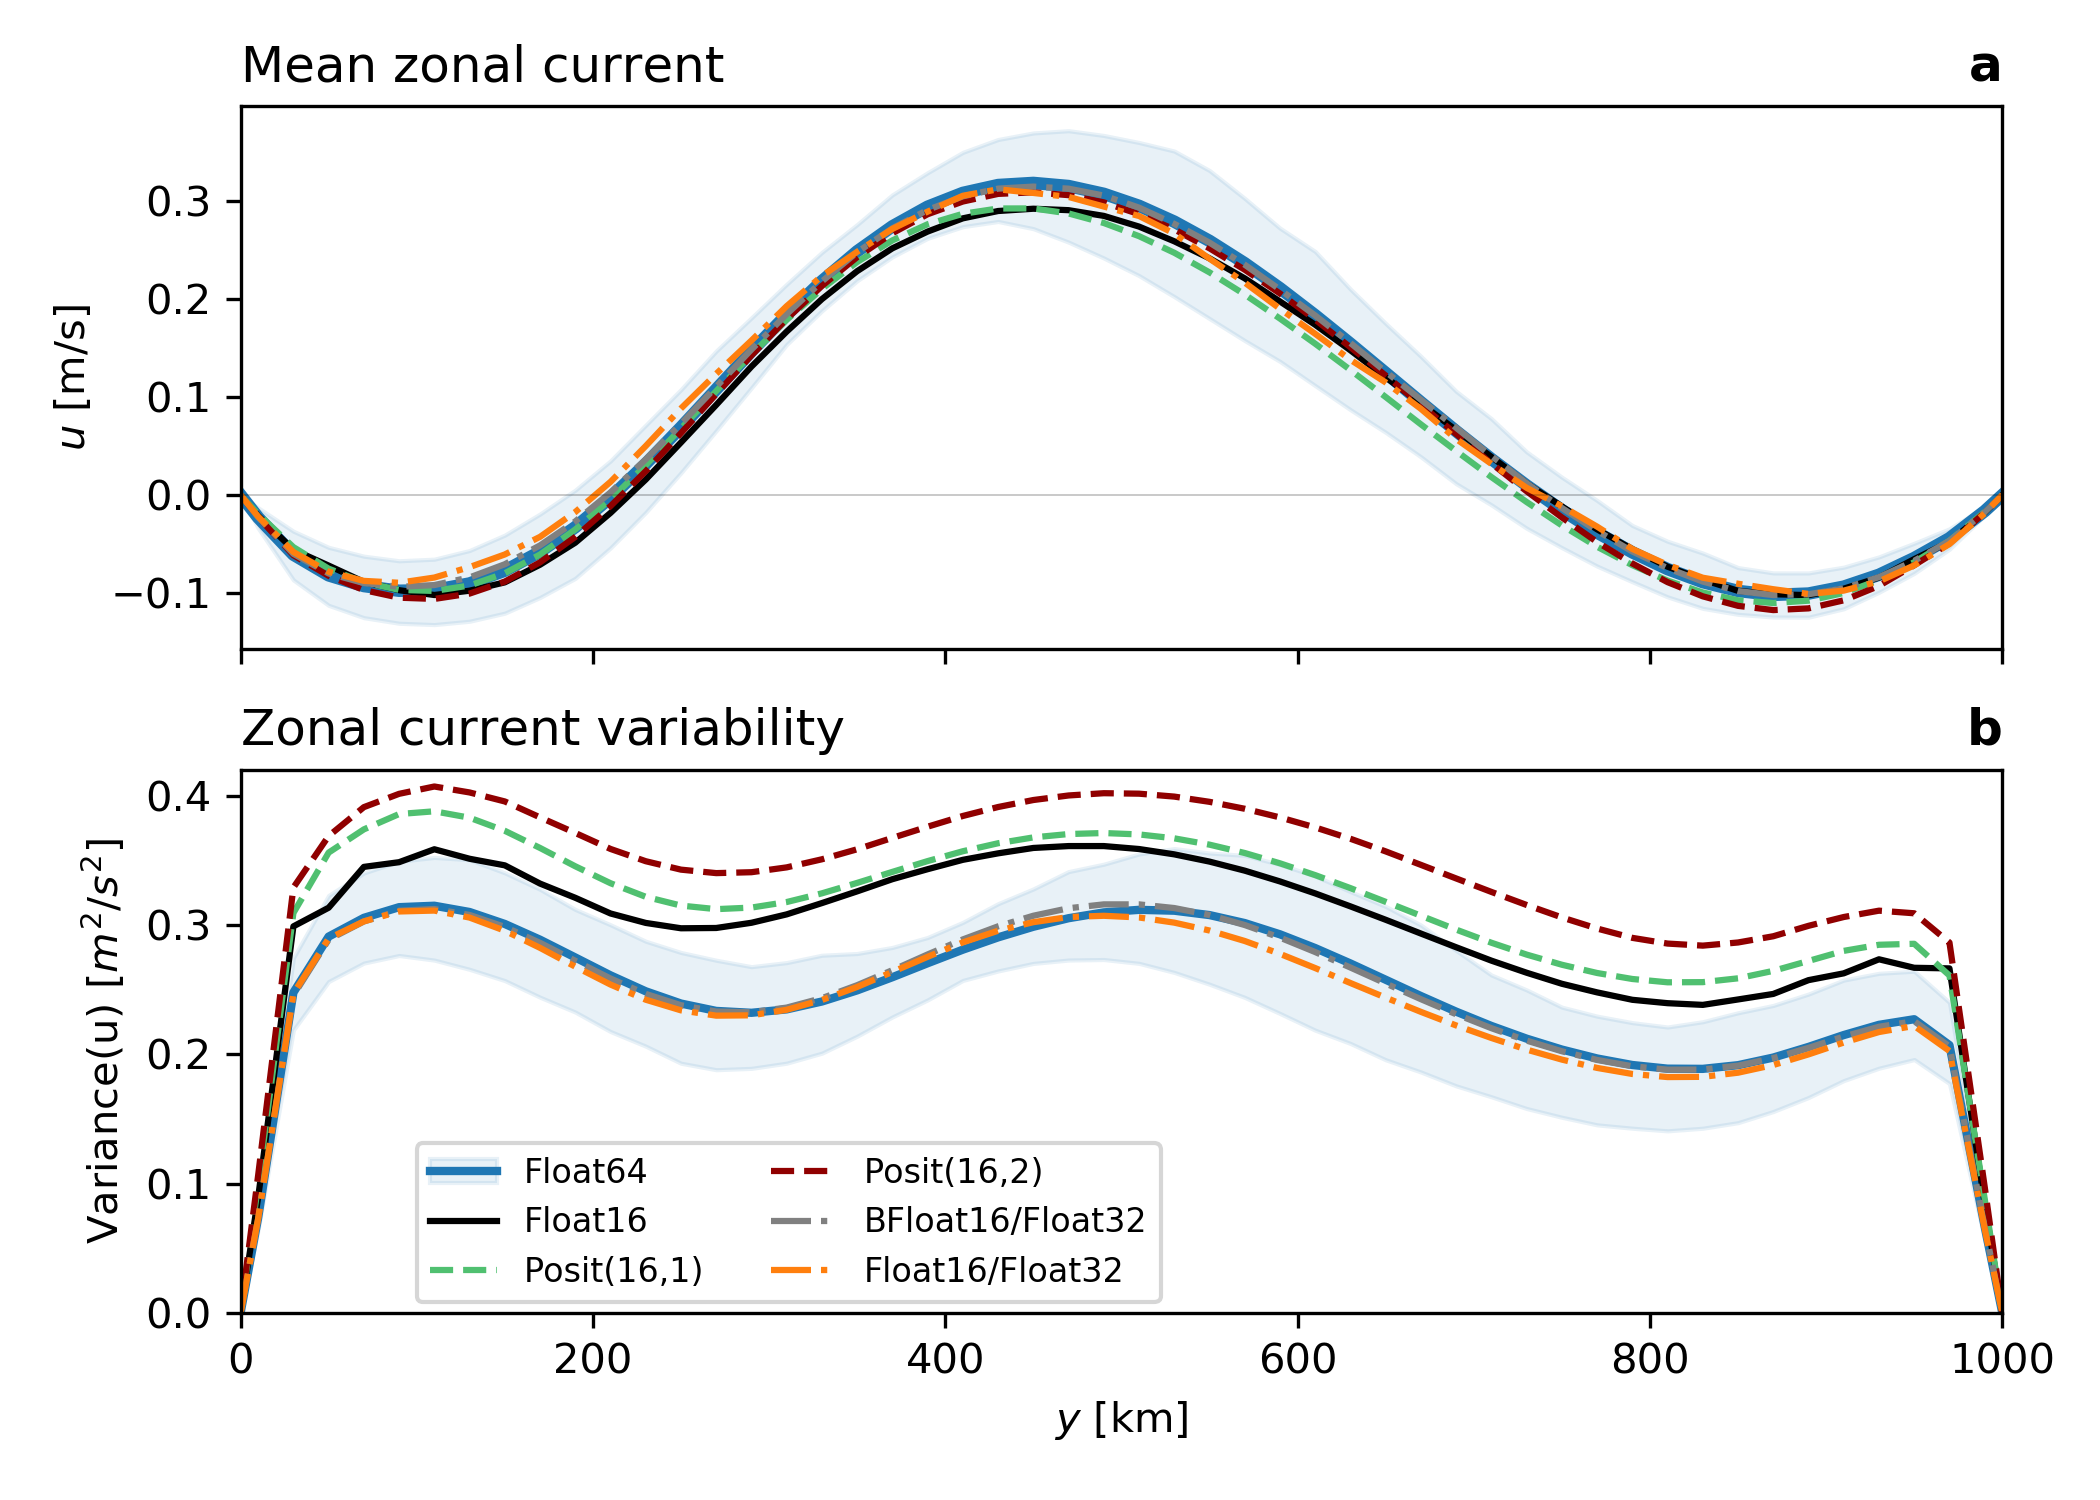 Mean zonal current
a
0.3
0.2
0.1
0.0
−0.1
u [m/s]
Zonal current variability
b
0.4
0.3
0.2
0.1
0.0
Variance(u) [m²/s²]
Float64
Float16
Posit(16,1)
Posit(16,2)
BFloat16/Float32
Float16/Float32
0 200 400 600 800 1000
y [km]